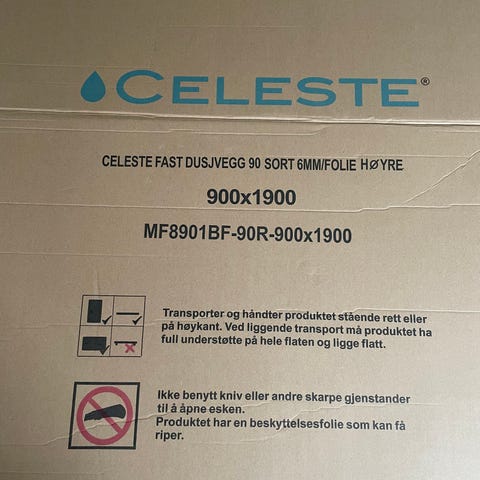 CELESTE®
CELESTE FAST DUSJVEGG 90 SORT 6MM/FOLIE HØYRE
900x1900
MF8901BF-90R-900x1900
Transporter og håndter produktet stående rett eller
på høykant. Ved liggende transport må produktet ha
full understøtte på hele flaten og ligge flatt.
Ikke benytt kniv eller andre skarpe gjenstander
til å åpne esken.
Produktet har en beskyttelsesfolie som kan få
riper.